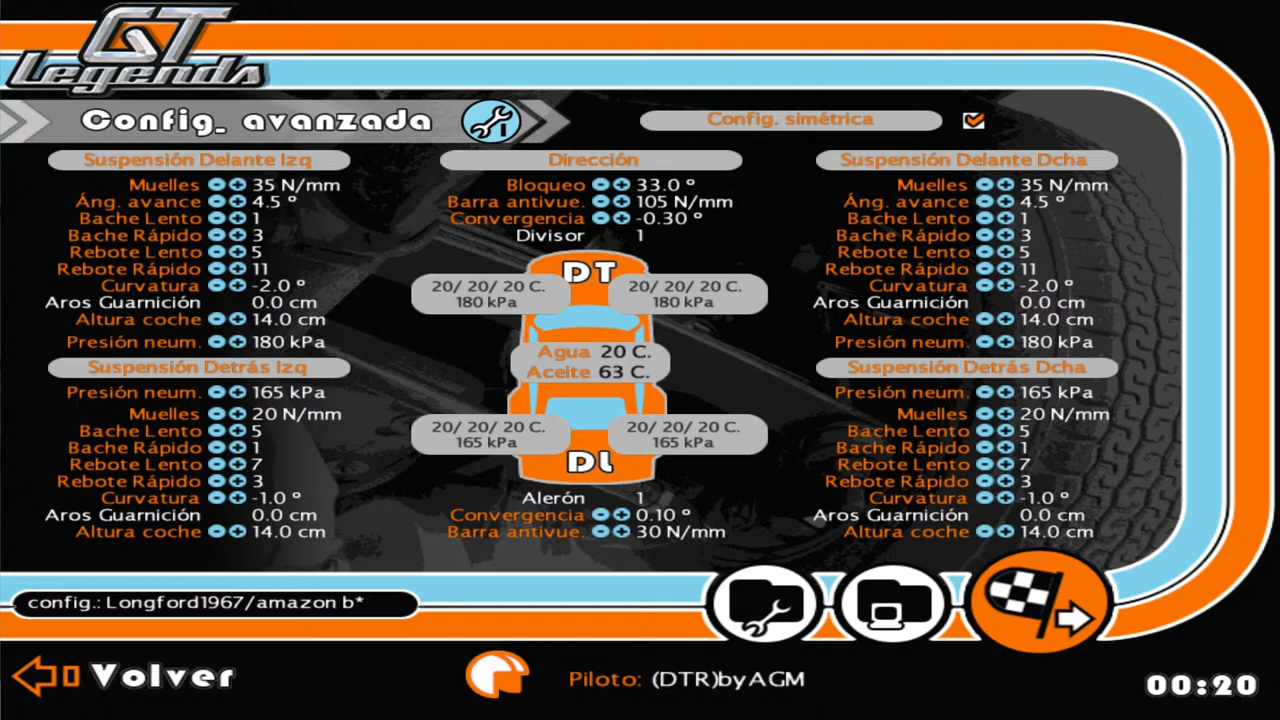 GT
Legends
Config. avanzada
Config. simétrica
Suspensión Delante Izq
Muelles 35 N/mm
Áng. avance 4.5 º
Bache Lento 1
Bache Rápido 3
Rebote Lento 5
Rebote Rápido 11
Curvatura -2.0 º
Aros Guarnición 0.0 cm
Altura coche 14.0 cm
Presión neum. 180 kPa
Suspensión Detrás Izq
Presión neum. 165 kPa
Muelles 20 N/mm
Bache Lento 5
Bache Rápido 1
Rebote Lento 7
Rebote Rápido 3
Curvatura -1.0 º
Aros Guarnición 0.0 cm
Altura coche 14.0 cm
Dirección
Bloqueo 33.0 º
Barra antivue. 105 N/mm
Convergencia -0.30 º
Divisor 1
DT
20/ 20/ 20 C.
180 kPa
20/ 20/ 20 C.
180 kPa
Agua 20 C.
Aceite 63 C.
20/ 20/ 20 C.
165 kPa
20/ 20/ 20 C.
165 kPa
DL
Alerón 1
Convergencia 0.10 º
Barra antivue. 30 N/mm
Suspensión Delante Dcha
Muelles 35 N/mm
Áng. avance 4.5 º
Bache Lento 1
Bache Rápido 3
Rebote Lento 5
Rebote Rápido 11
Curvatura -2.0 º
Aros Guarnición 0.0 cm
Altura coche 14.0 cm
Presión neum. 180 kPa
Suspensión Detrás Dcha
Presión neum. 165 kPa
Muelles 20 N/mm
Bache Lento 5
Bache Rápido 1
Rebote Lento 7
Rebote Rápido 3
Curvatura -1.0 º
Aros Guarnición 0.0 cm
Altura coche 14.0 cm
config.: Longford1967/amazon b*
Volver
Piloto: (DTR)byAGM
00:20